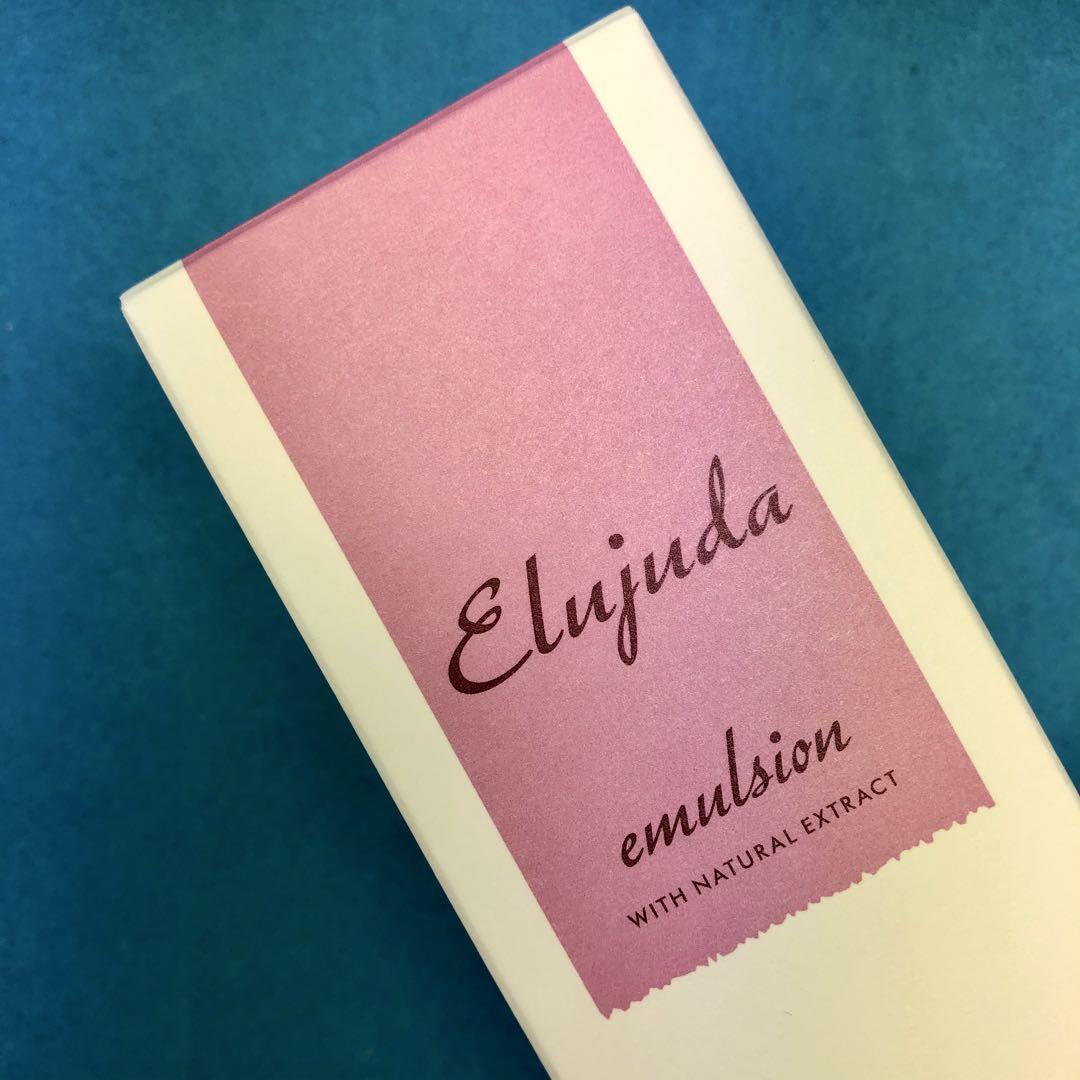 Elujuda
emulsion
WITH NATURAL EXTRACT